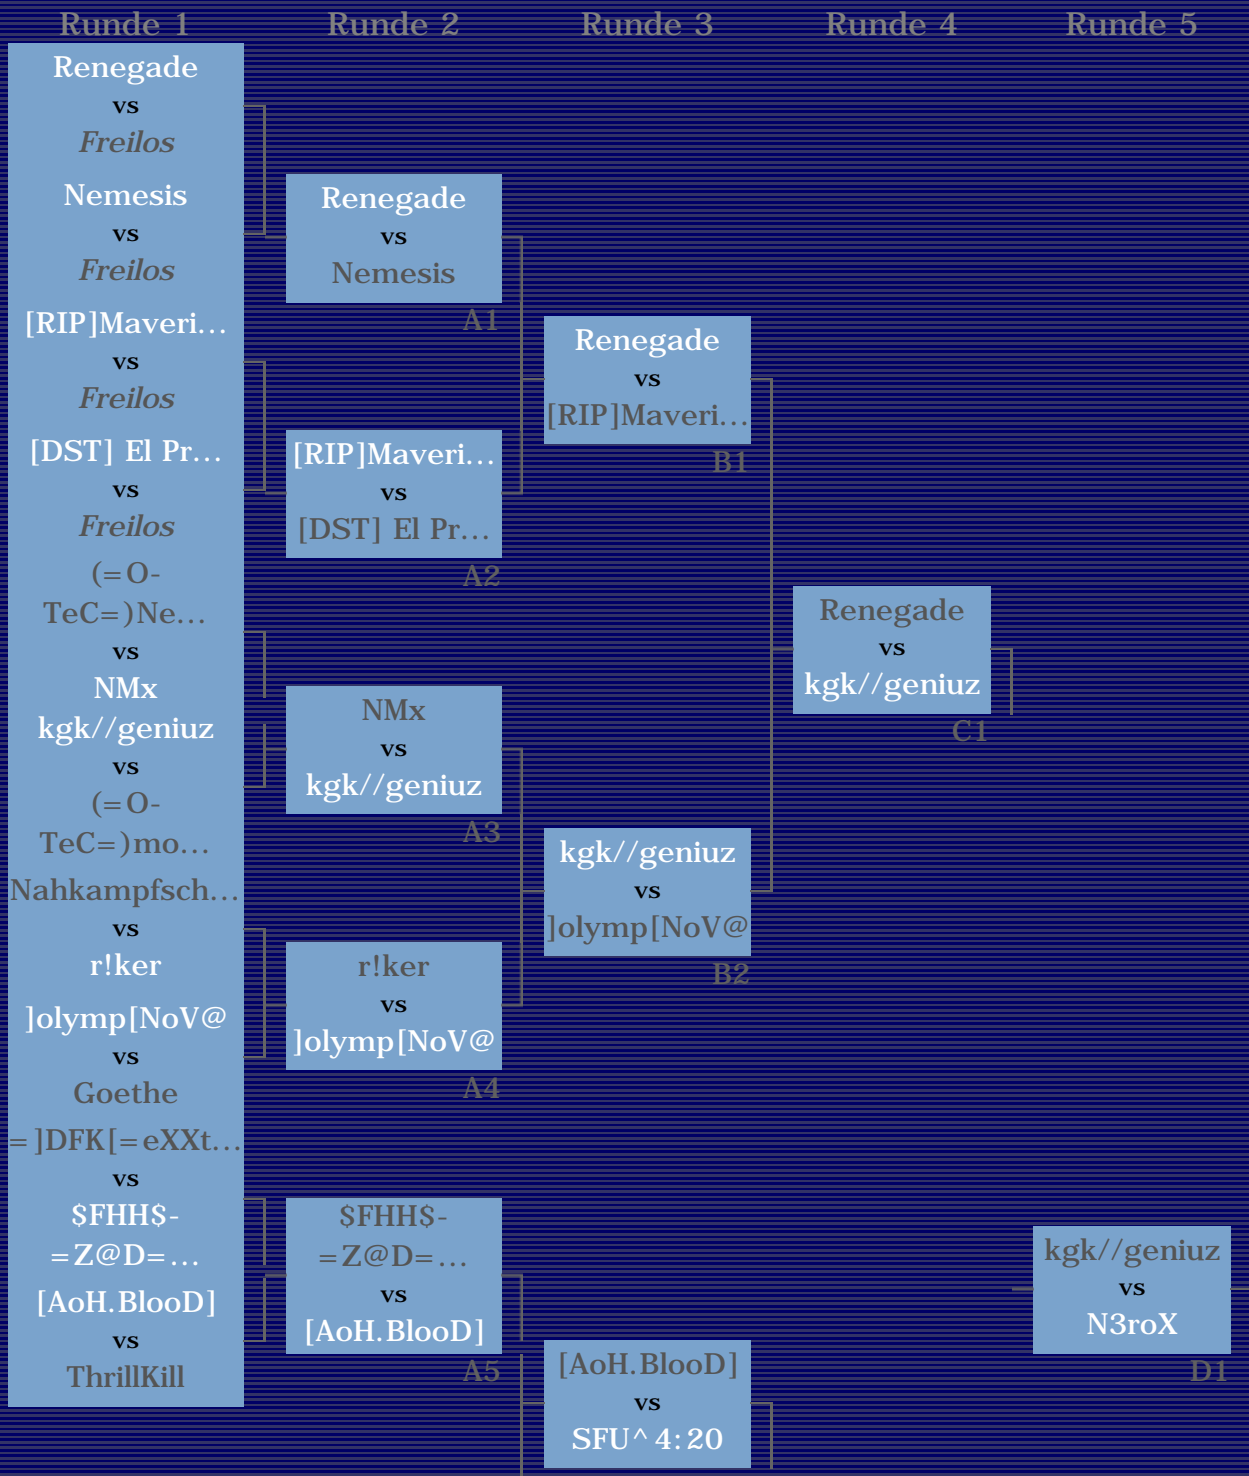 Runde 1
Runde 2
Runde 3
Runde 4
Runde 5
Renegade
vs
Freilos
Nemesis
vs
Freilos
[RIP]Maveri...
vs
Freilos
[DST] El Pr...
vs
Freilos
(=O-
TeC=)Ne...
vs
NMx
kgk//geniuz
vs
(=O-
TeC=)mo...
Nahkampfsch...
vs
r!ker
]olymp[NoV@
vs
Goethe
=]DFK[=eXXt...
vs
$FHH$-
=Z@D=...
[AoH.BlooD]
vs
ThrillKill
Renegade
vs
Nemesis
A1
[RIP]Maveri...
vs
[DST] El Pr...
A2
NMx
vs
kgk//geniuz
A3
r!ker
vs
]olymp[NoV@
A4
$FHH$-
=Z@D=...
vs
[AoH.BlooD]
A5
Renegade
vs
[RIP]Maveri...
B1
kgk//geniuz
vs
]olymp[NoV@
B2
[AoH.BlooD]
vs
SFU^4:20
Renegade
vs
kgk//geniuz
C1
kgk//geniuz
vs
N3roX
D1